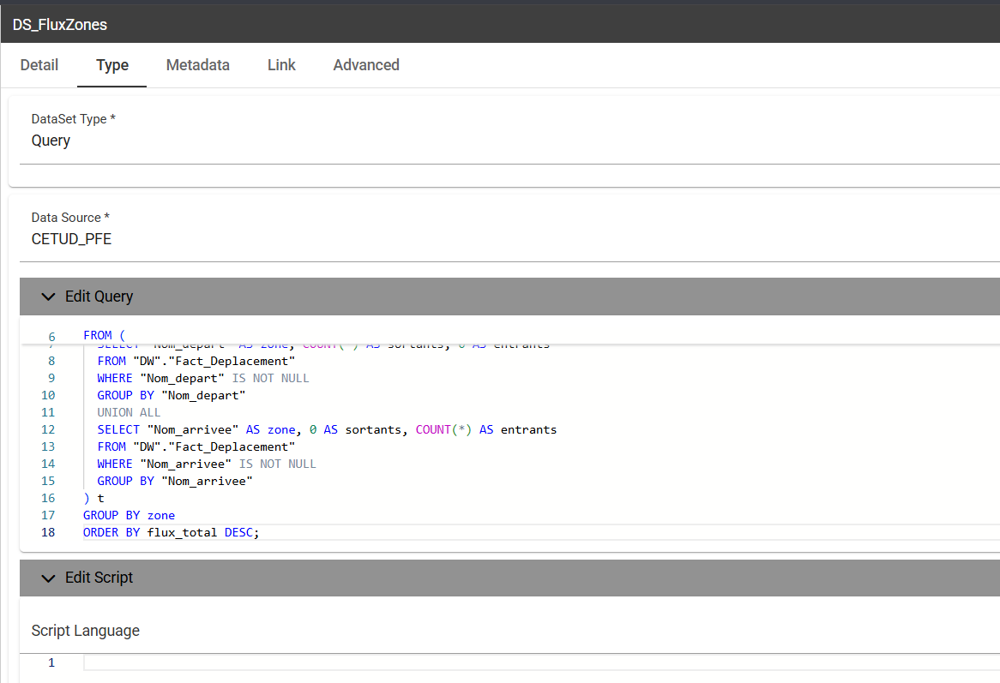 DS_FluxZones
Detail Type Metadata Link Advanced
DataSet Type *
Query
Data Source *
CETUD_PFE
Edit Query
6 FROM (
7 SELECT "Nom_depart" AS zone, COUNT(*) AS sortants, 0 AS entrants
8 FROM "DW"."Fact_Deplacement"
9 WHERE "Nom_depart" IS NOT NULL
10 GROUP BY "Nom_depart"
11 UNION ALL
12 SELECT "Nom_arrivee" AS zone, 0 AS sortants, COUNT(*) AS entrants
13 FROM "DW"."Fact_Deplacement"
14 WHERE "Nom_arrivee" IS NOT NULL
15 GROUP BY "Nom_arrivee"
16 ) t
17 GROUP BY zone
18 ORDER BY flux_total DESC;
Edit Script
Script Language
1